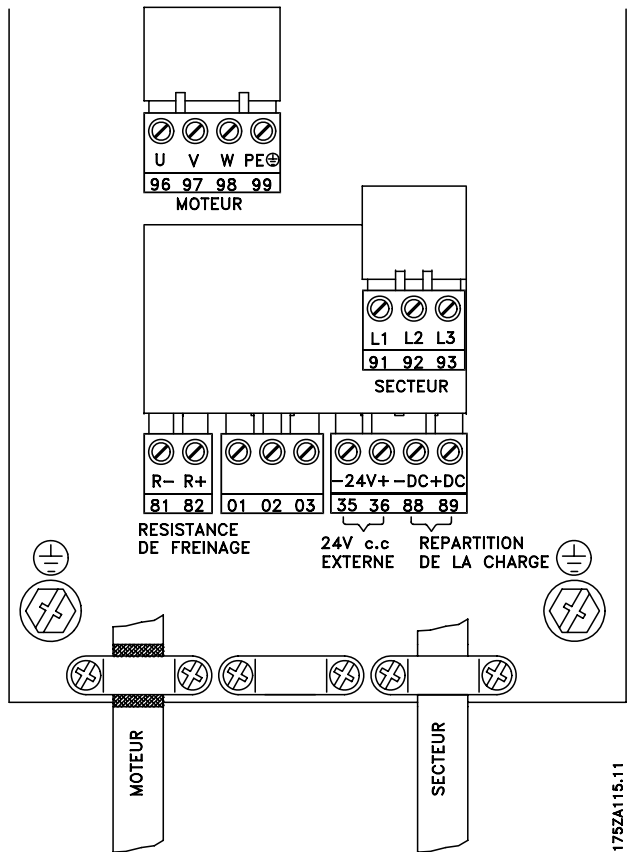 U V W PE
96 97 98 99
MOTEUR
L1 L2 L3
91 92 93
SECTEUR
R- R+
81 82
01 02 03
-24V+ -DC+DC
35 36 88 89
RESISTANCE
DE FREINAGE
24V c.c
EXTERNE
REPARTITION
DE LA CHARGE
MOTEUR
SECTEUR
175ZA115.11